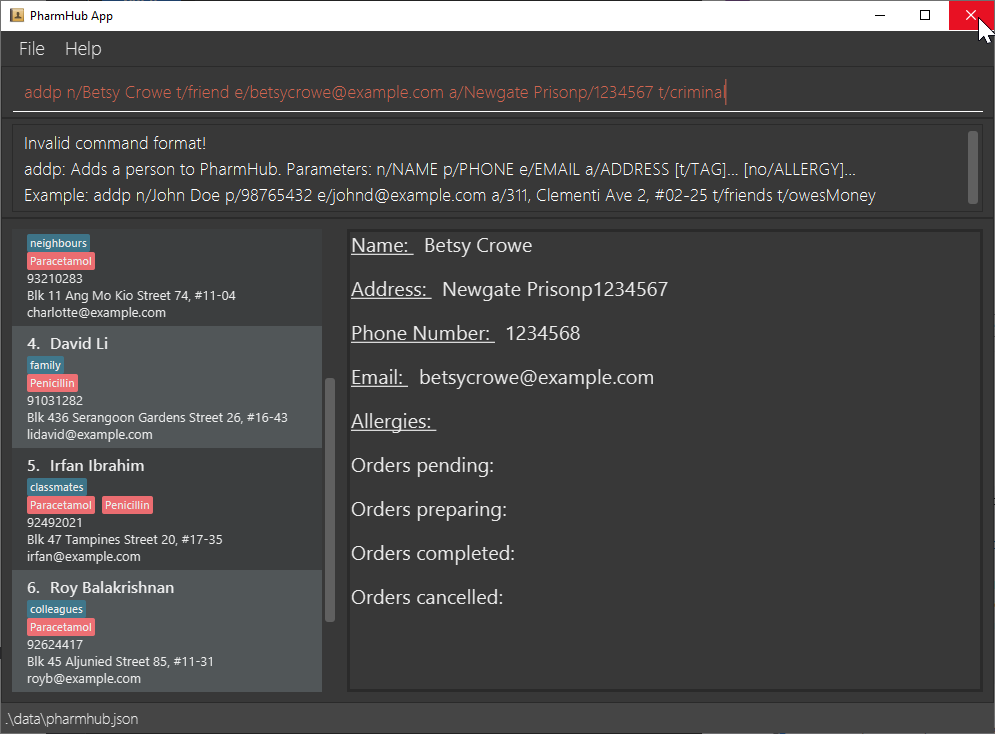 PharmHub App
File Help
addp n/Betsy Crowe t/friend e/betsycrowe@example.com a/Newgate Prisonp/1234567 t/criminal
Invalid command format!
addp: Adds a person to PharmHub. Parameters: n/NAME p/PHONE e/EMAIL a/ADDRESS [t/TAG]... [no/ALLERGY]...
Example: addp n/John Doe p/98765432 e/johnd@example.com a/311, Clementi Ave 2, #02-25 t/friends t/owesMoney
neighbours
Paracetamol
93210283
Blk 11 Ang Mo Kio Street 74, #11-04
charlotte@example.com
4. David Li
family
Penicillin
91031282
Blk 436 Serangoon Gardens Street 26, #16-43
lidavid@example.com
5. Irfan Ibrahim
classmates
Paracetamol Penicillin
92492021
Blk 47 Tampines Street 20, #17-35
irfan@example.com
6. Roy Balakrishnan
colleagues
Paracetamol
92624417
Blk 45 Aljunied Street 85, #11-31
royb@example.com
Name: Betsy Crowe
Address: Newgate Prisonp1234567
Phone Number: 1234568
Email: betsycrowe@example.com
Allergies:
Orders pending:
Orders preparing:
Orders completed:
Orders cancelled:
.\data\pharmhub.json